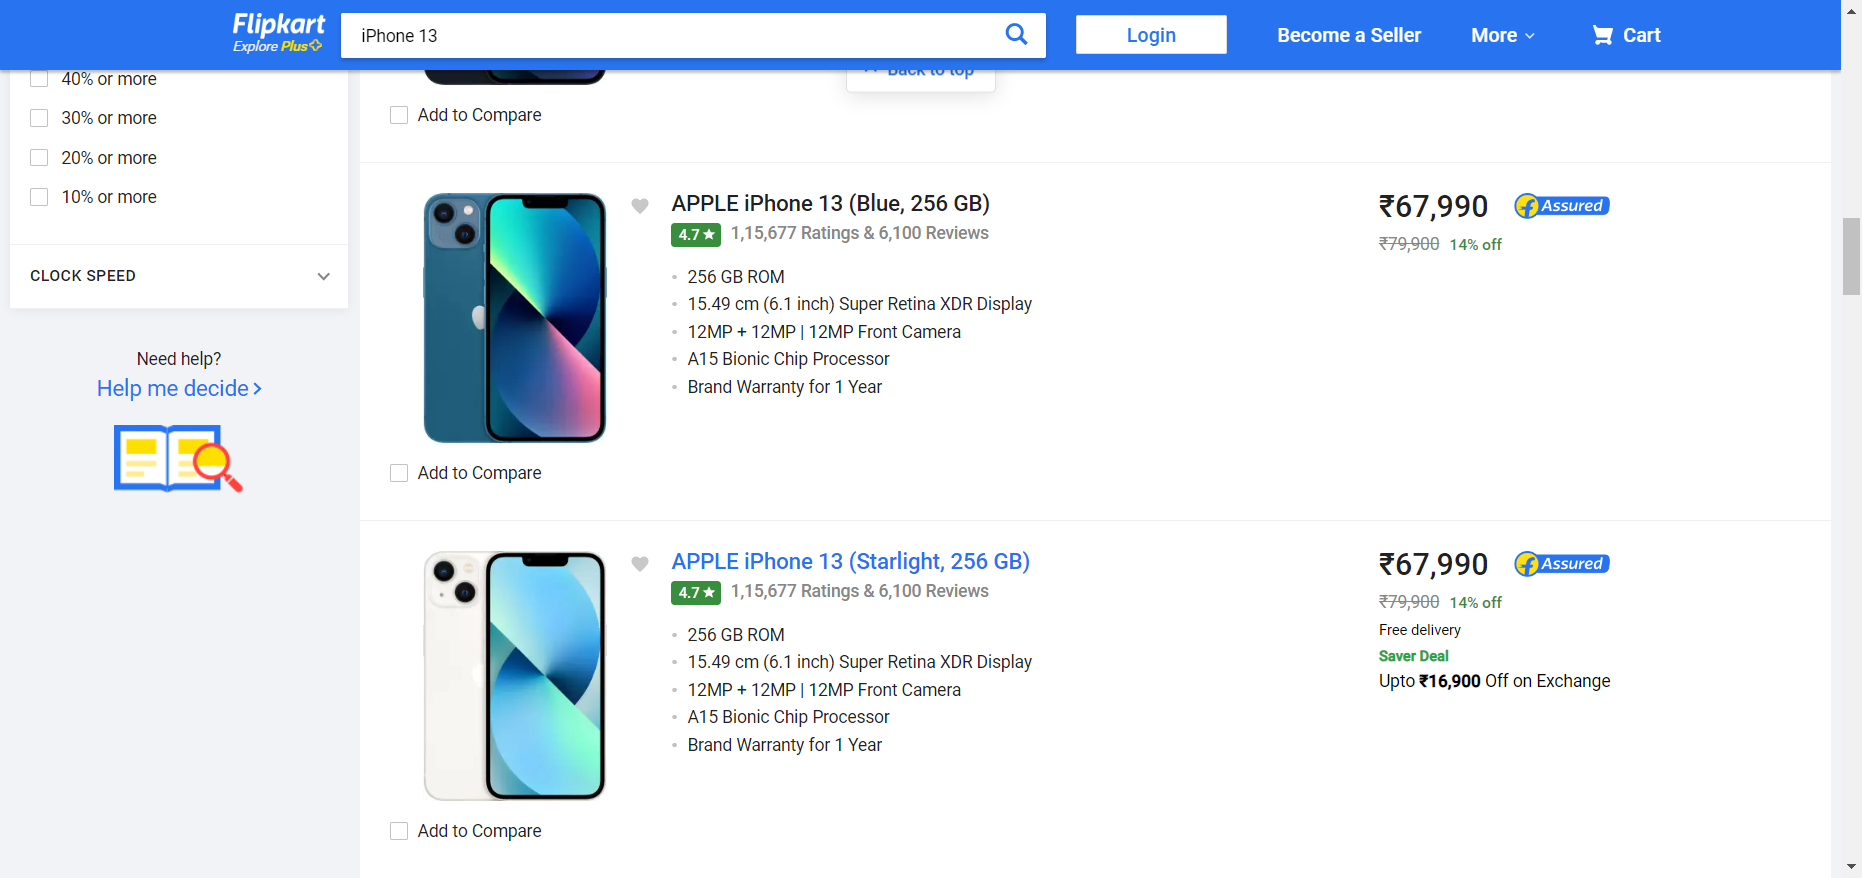 Flipkart
Explore Plus
iPhone 13
Login
Become a Seller
More
Cart
40% or more
30% or more
20% or more
10% or more
CLOCK SPEED
Need help?
Help me decide
Back to top
Add to Compare
APPLE iPhone 13 (Blue, 256 GB)
4.7 ★ 1,15,677 Ratings & 6,100 Reviews
256 GB ROM
15.49 cm (6.1 inch) Super Retina XDR Display
12MP + 12MP | 12MP Front Camera
A15 Bionic Chip Processor
Brand Warranty for 1 Year
₹67,990
Assured
₹79,900 14% off
Add to Compare
APPLE iPhone 13 (Starlight, 256 GB)
4.7 ★ 1,15,677 Ratings & 6,100 Reviews
256 GB ROM
15.49 cm (6.1 inch) Super Retina XDR Display
12MP + 12MP | 12MP Front Camera
A15 Bionic Chip Processor
Brand Warranty for 1 Year
₹67,990
Assured
₹79,900 14% off
Free delivery
Saver Deal
Upto ₹16,900 Off on Exchange
Add to Compare